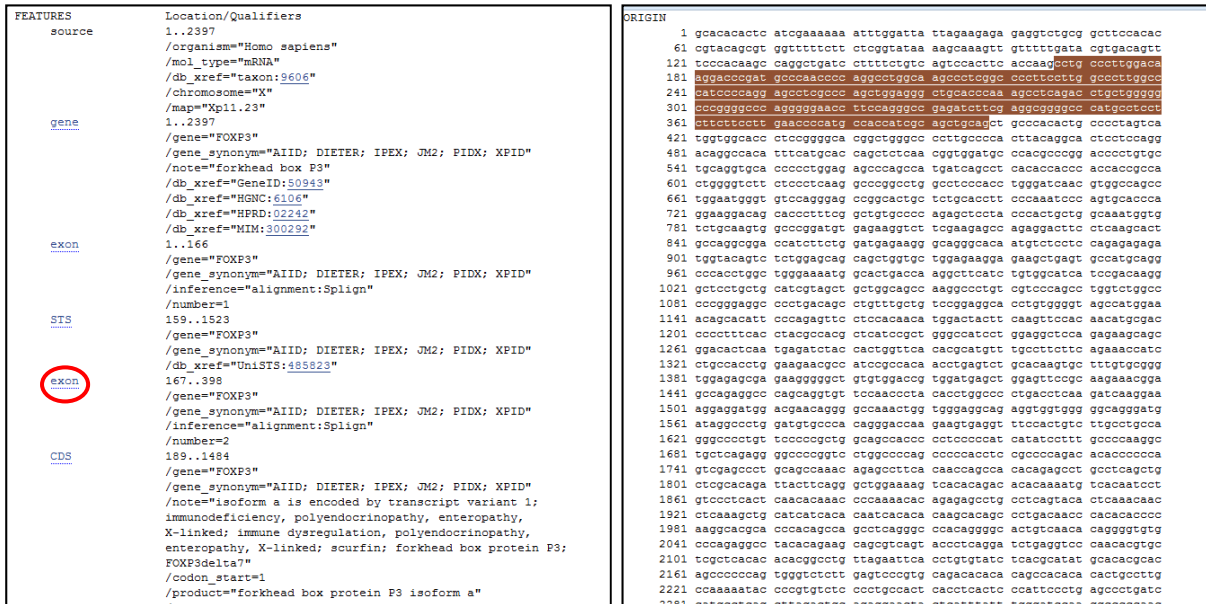 FEATURES             Location/Qualifiers
     source          1..2397
                     /organism="Homo sapiens"
                     /mol_type="mRNA"
                     /db_xref="taxon:9606"
                     /chromosome="X"
                     /map="Xp11.23"
     gene            1..2397
                     /gene="FOXP3"
                     /gene_synonym="AIID; DIETER; IPEX; JM2; PIDX; XPID"
                     /note="forkhead box P3"
                     /db_xref="GeneID:50943"
                     /db_xref="HGNC:6106"
                     /db_xref="HPRD:02242"
                     /db_xref="MIM:300292"
     exon            1..166
                     /gene="FOXP3"
                     /gene_synonym="AIID; DIETER; IPEX; JM2; PIDX; XPID"
                     /inference="alignment:Splign"
                     /number=1
     STS             159..1523
                     /gene="FOXP3"
                     /gene_synonym="AIID; DIETER; IPEX; JM2; PIDX; XPID"
                     /db_xref="UniSTS:485823"
     exon            167..398
                     /gene="FOXP3"
                     /gene_synonym="AIID; DIETER; IPEX; JM2; PIDX; XPID"
                     /inference="alignment:Splign"
                     /number=2
     CDS             189..1484
                     /gene="FOXP3"
                     /gene_synonym="AIID; DIETER; IPEX; JM2; PIDX; XPID"
                     /note="isoform a is encoded by transcript variant 1;
                     immunodeficiency, polyendocrinopathy, enteropathy,
                     X-linked; immune dysregulation, polyendocrinopathy,
                     enteropathy, X-linked; scurfin; forkhead box protein P3;
                     FOXP3delta7"
                     /codon_start=1
                     /product="forkhead box protein P3 isoform a"
ORIGIN
1 gcacacactc atcgaaaaaa atttggatta ttagaagaga gaggtctgcg gcttccacac
61 cgtacagcgt ggtttttctt ctcggtataa aagcaaagtt gtttttgata cgtgacagtt
121 tcccacaagc caggctgatc cttttctgtc agtccacttc accaagcctg cccttggaca
181 aggacccgat gcccaacccc aggcctggca agccctcggc cccttccttg gcccttggcc
241 catccccagg agcctcgccc agctggaggg ctgcacccaa agcctcagac ctgctggggg
301 cccggggccc agggggaacc ttccagggcc gagatcttcg aggcggggcc catgcctcct
361 cttcttcctt gaaccccatg ccaccatcgc agctgcagct gcccacactg cccctagtca
421 tggtggcacc ctccggggca cggctgggcc ccttgcccca cttacaggca ctcctccagg
481 acaggccaca tttcatgcac cagctctcaa cggtggatgc ccacgcccgg acccctgtgc
541 tgcaggtgca ccccctggag agcccagcca tgatcagcct cacaccaccc accaccgcca
601 ctggggtctt ctccctcaag gcccggcctg gcctcccacc tgggatcaac gtggccagcc
661 tggaatgggt gtccagggag ccggcactgc tctgcacctt cccaaatccc agtgcaccca
721 ggaaggacag cacccttttcg gctgtgcccc agagctccta cccactgctg gcaaatggtg
781 tctgcaagtg gcccggatgt gagaaggtct tcgaagagcc agaggacttc ctcaagcact
841 gccaggcgga ccatcttctg gatgagaagg gcagggcaca atgtctcctc cagagagaga
901 tggtacagtc tctggagcag cagctggtgc tggagaagga gaagctgagt gccatgcagg
961 cccacctggc tgggaaaatg gcactgacca aggcttcatc tgtggcatca tccgacaagg
1021 gctcctgctg catcgtagct gctggcagcc aaggccctgt cgtcccagcc tggtctggcc
1081 cccgggaggc ccctgacagc ctgtttgctg tccggaggca cctgtggggt agccatggaa
1141 acagcacatt cccagagttc ctccacaaca tggactactt caagttccac aacatgcgac
1201 cccctttcac ctacgccacg ctcatccgct gggccatcct ggaggctcca gagaagcagc
1261 ggacactcaa tgagatctac cactggttca cacgcatgtt tgccttcttc agaaaccatc
1321 ctgccacctg gaagaacgcc atccgccaca acctgagtct gcacaagtgc tttgtgcggg
1381 tggagagcga gaagggggct gtgtggaccg tggatgagct ggagttccgc aagaaacgga
1441 gccagaggcc cagcaggtgt tccaacccta cacctggccc ctgacctcaa gatcaaggaa
1501 aggaggatgg acgaacaggg gccaaactgg tgggaggcag aggtggtggg ggcagggatg
1561 ataggccctg gatgtgccca cagggaccaa gaagtgaggt ttccactgtc ttgcctgcca
1621 gggcccctgt tcccccgctg gcagccaccc cctcccccat catatccttt gccccaaggc
1681 tgctcagagg ggccccggtc ctggccccag cccccacctc cgccccagac acacccccca
1741 gtcgagccct gcagccaaac agagccttca caaccagcca cacagagcct gcctcagctg
1801 ctcgcacaga ttacttcagg gctggaaaag tcacacagac acacaaaatg tcacaatcct
1861 gtccctcact caacacaaac cccaaaacac agagagcctg cctcagtaca ctcaaacaac
1921 ctcaaagctg catcatcaca caatcacaca caagcacagc cctgacaacc cacacacccc
1981 aaggcacgca cccacagcca gcctcagggc ccacaggggc actgtcaaca caggggtgtg
2041 cccagaggcc tacacagaag cagcgtcagt accctcagga tctgaggtcc caacacgtgc
2101 tcgctcacac acacggcctg ttagaattca cctgtgtatc tcacgcatat gcacacgcac
2161 agccccccag tgggtctctt gagtcccgtg cagacacaca cagccacaca cactgccttg
2221 ccaaaaatac cccgtgtctc ccctgccact cacctcactc ccattccctg agccctgatc